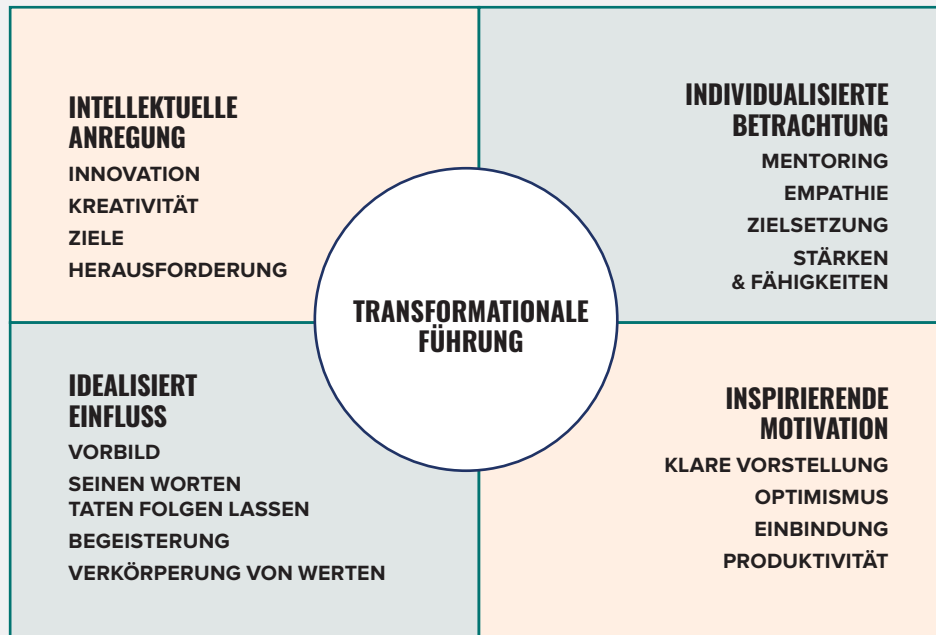 INTELLEKTUELLE
ANREGUNG
INNOVATION
KREATIVITÄT
ZIELE
HERAUSFORDERUNG
INDIVIDUALISIERTE
BETRACHTUNG
MENTORING
EMPATHIE
ZIELSETZUNG
STÄRKEN
& FÄHIGKEITEN
TRANSFORMATIONALE
FÜHRUNG
IDEALISIERT
EINFLUSS
VORBILD
SEINEN WORTEN
TATEN FOLGEN LASSEN
BEGEISTERUNG
VERKÖRPERUNG VON WERTEN
INSPIRIERENDE
MOTIVATION
KLARE VORSTELLUNG
OPTIMISMUS
EINBINDUNG
PRODUKTIVITÄT